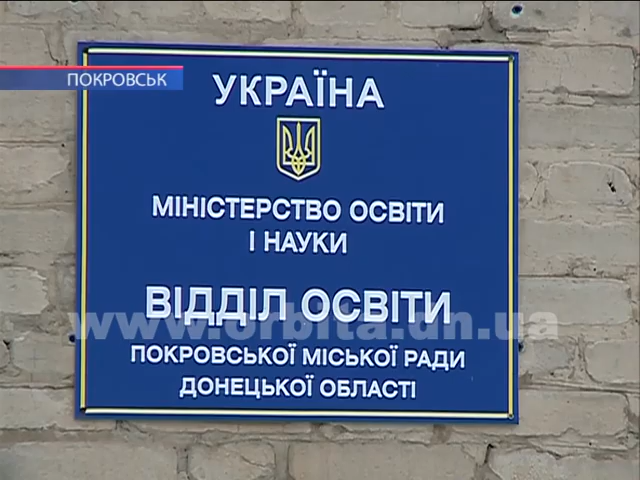 ПОКРОВСЬК
УКРАЇНА
МІНІСТЕРСТВО ОСВІТИ
І НАУКИ
ВІДДІЛ ОСВІТИ
www.orbita.dn.ua
ПОКРОВСЬКОЇ МІСЬКОЇ РАДИ
ДОНЕЦЬКОЇ ОБЛАСТІ